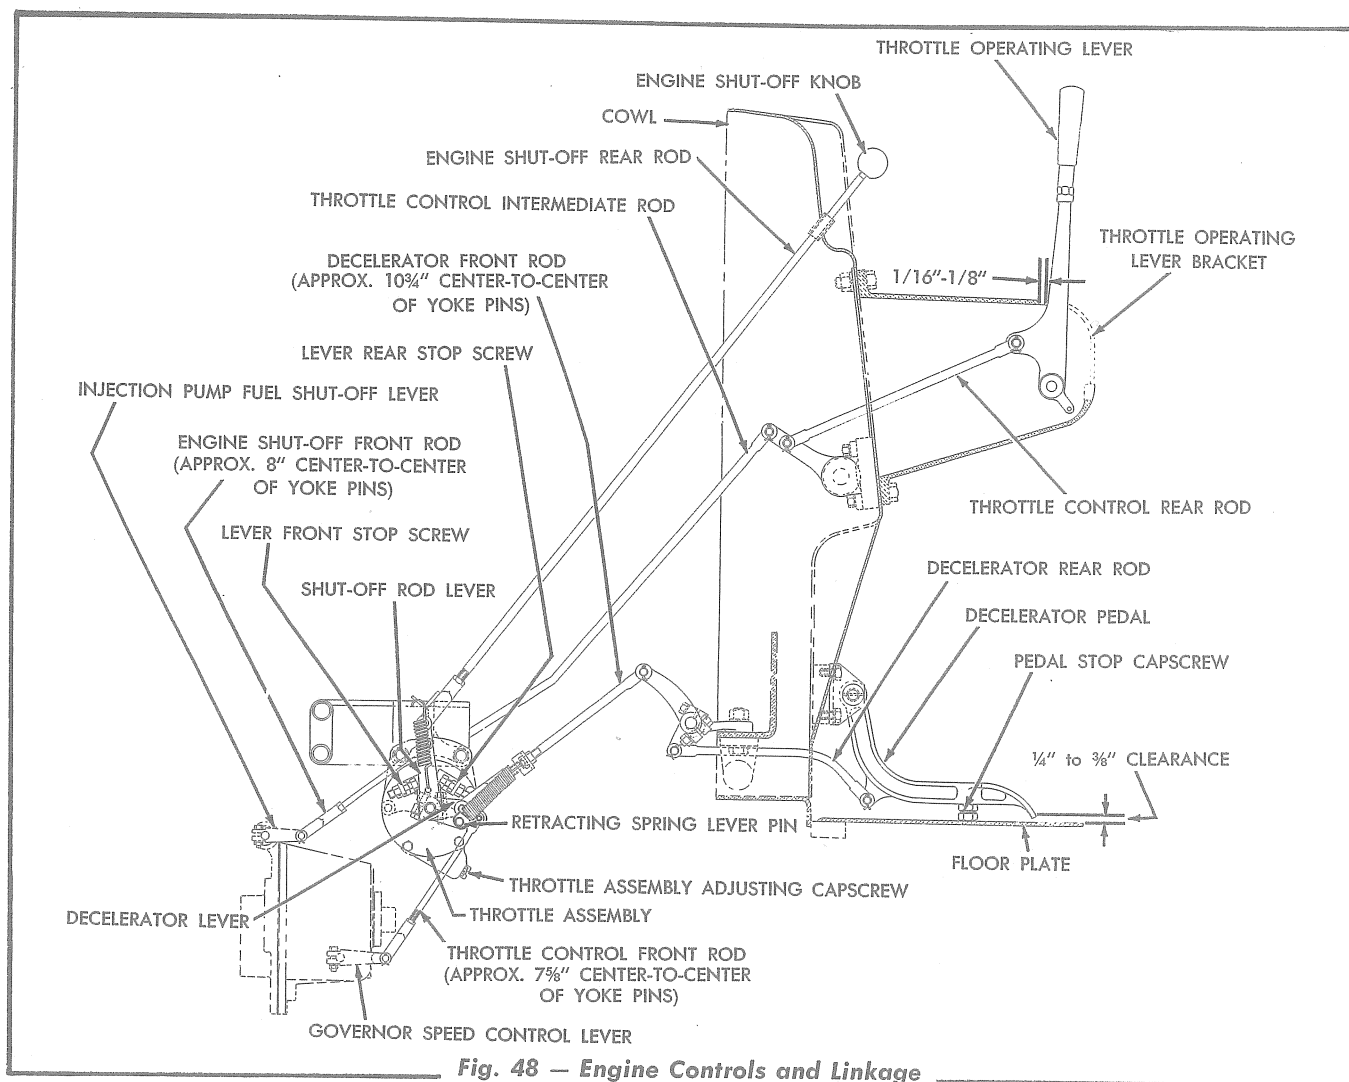 THROTTLE OPERATING LEVER
ENGINE SHUT-OFF KNOB
COWL
ENGINE SHUT-OFF REAR ROD
THROTTLE CONTROL INTERMEDIATE ROD
THROTTLE OPERATING
LEVER BRACKET
DECELERATOR FRONT ROD
(APPROX. 10¾" CENTER-TO-CENTER
OF YOKE PINS)
1/16"-1/8"
LEVER REAR STOP SCREW
INJECTION PUMP FUEL SHUT-OFF LEVER
ENGINE SHUT-OFF FRONT ROD
(APPROX. 8" CENTER-TO-CENTER
OF YOKE PINS)
THROTTLE CONTROL REAR ROD
LEVER FRONT STOP SCREW
SHUT-OFF ROD LEVER
DECELERATOR REAR ROD
DECELERATOR PEDAL
PEDAL STOP CAPSCREW
¼" to ⅜" CLEARANCE
RETRACTING SPRING LEVER PIN
FLOOR PLATE
THROTTLE ASSEMBLY ADJUSTING CAPSCREW
DECELERATOR LEVER
THROTTLE ASSEMBLY
THROTTLE CONTROL FRONT ROD
(APPROX. 7⅝" CENTER-TO-CENTER
OF YOKE PINS)
GOVERNOR SPEED CONTROL LEVER
Fig. 48 — Engine Controls and Linkage